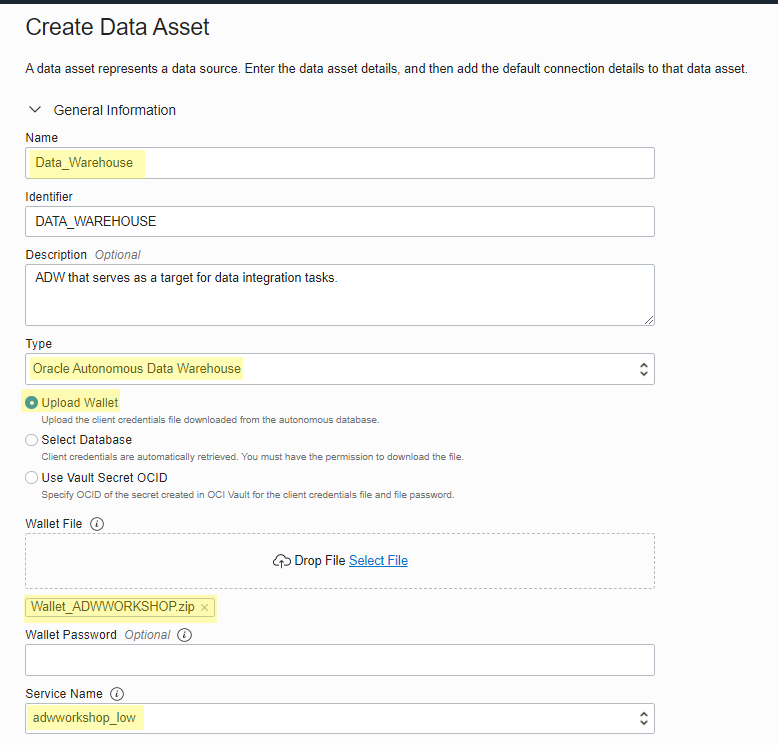 Create Data Asset
A data asset represents a data source. Enter the data asset details, and then add the default connection details to that data asset.
General Information
Name
Data_Warehouse
Identifier
DATA_WAREHOUSE
Description Optional
ADW that serves as a target for data integration tasks.
Type
Oracle Autonomous Data Warehouse
Upload Wallet
Upload the client credentials file downloaded from the autonomous database.
Select Database
Client credentials are automatically retrieved. You must have the permission to download the file.
Use Vault Secret OCID
Specify OCID of the secret created in OCI Vault for the client credentials file and file password.
Wallet File i
Drop File Select File
Wallet_ADWWORKSHOP.zip ×
Wallet Password Optional i
Service Name i
adwworkshop_low